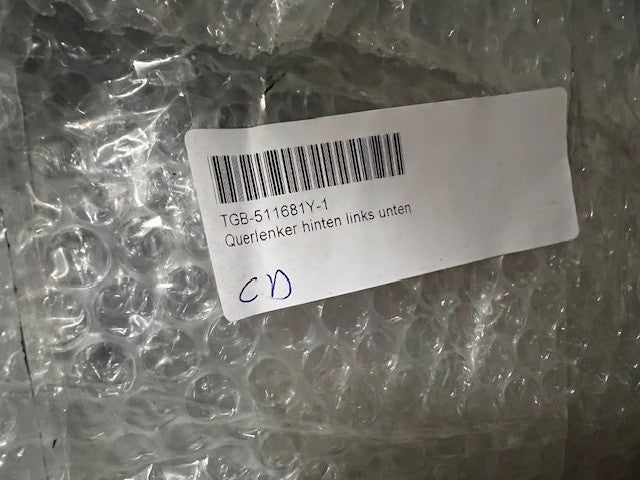 TGB-511681Y-1
Querlenker hinten links unten
CD